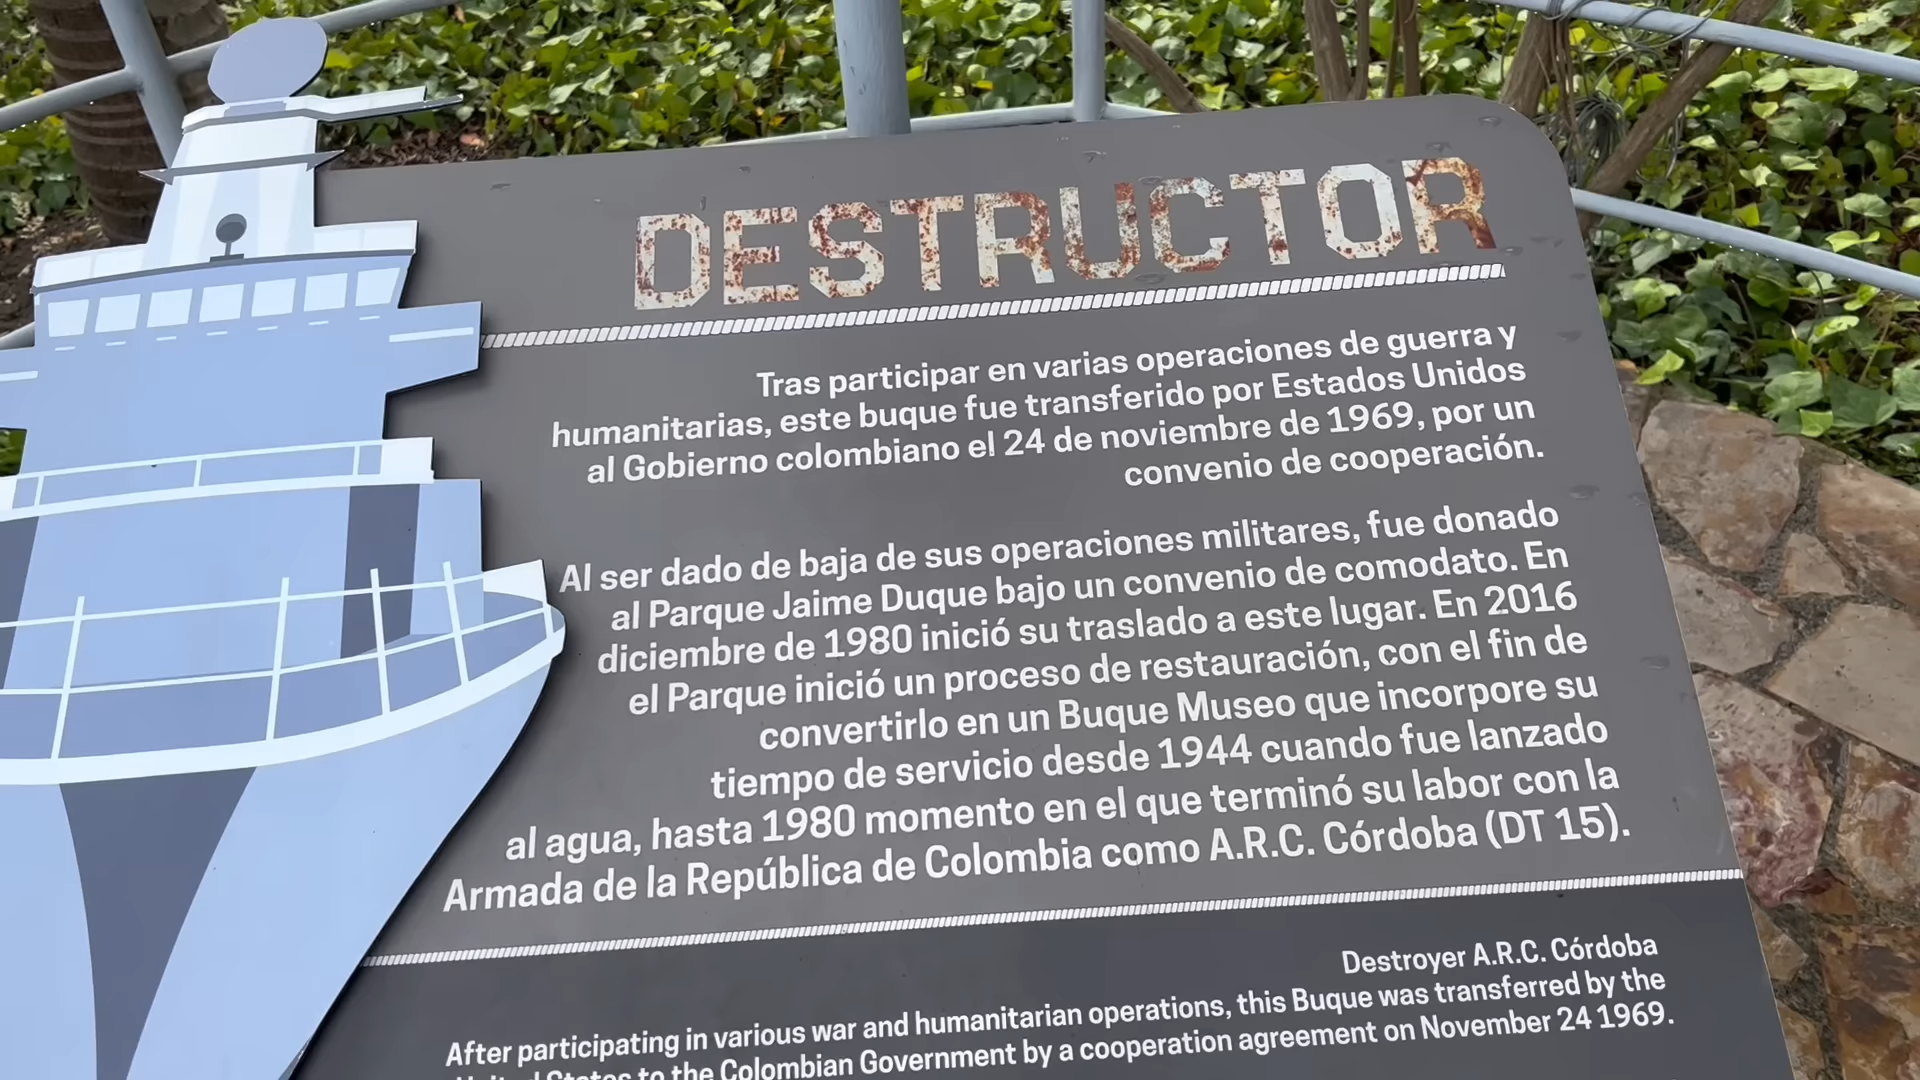 DESTRUCTOR
Tras participar en varias operaciones de guerra y
humanitarias, este buque fue transferido por Estados Unidos
al Gobierno colombiano el 24 de noviembre de 1969, por un
convenio de cooperación.
Al ser dado de baja de sus operaciones militares, fue donado
al Parque Jaime Duque bajo un convenio de comodato. En
diciembre de 1980 inició su traslado a este lugar. En 2016
el Parque inició un proceso de restauración, con el fin de
convertirlo en un Buque Museo que incorpore su
tiempo de servicio desde 1944 cuando fue lanzado
al agua, hasta 1980 momento en el que terminó su labor con la
Armada de la República de Colombia como A.R.C. Córdoba (DT 15).
Destroyer A.R.C. Córdoba
After participating in various war and humanitarian operations, this Buque was transferred by the
United States to the Colombian Government by a cooperation agreement on November 24 1969.